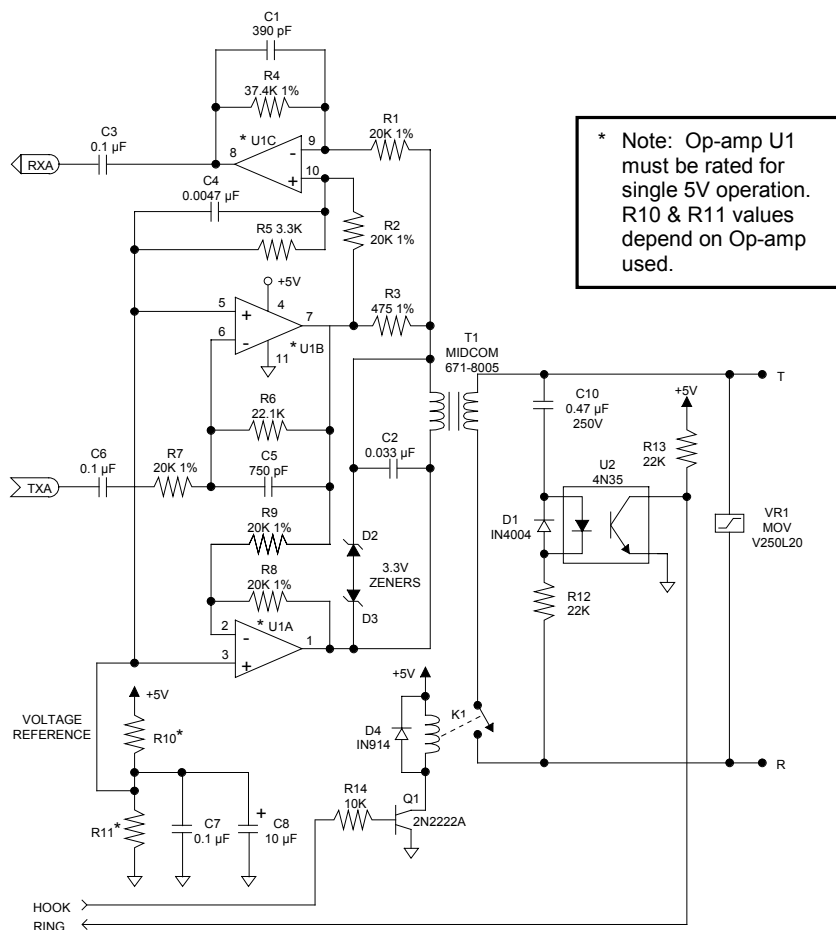 C1
390 pF
R4
37.4K 1%
R1
20K 1%
C3
0.1 µF
* U1C
8
9
-
10
+
RXA
* Note: Op-amp U1
must be rated for
single 5V operation.
R10 & R11 values
depend on Op-amp
used.
C4
0.0047 µF
R5 3.3K
R2
20K 1%
+5V
5
+
4
7
R3
475 1%
6
-
* U1B
11
T1
MIDCOM
671-8005
T
R6
22.1K
C10
0.47 µF
250V
+5V
C2
0.033 µF
R13
22K
C6
0.1 µF
R7
20K 1%
C5
750 pF
U2
4N35
TXA
D1
IN4004
VR1
MOV
V250L20
R9
20K 1%
D2
3.3V
ZENERS
R8
20K 1%
D3
R12
22K
2
-
* U1A
1
3
+
+5V
VOLTAGE
REFERENCE
R10*
+5V
D4
IN914
K1
R
R14
10K
Q1
2N2222A
R11*
C7
0.1 µF
+
C8
10 µF
HOOK
RING